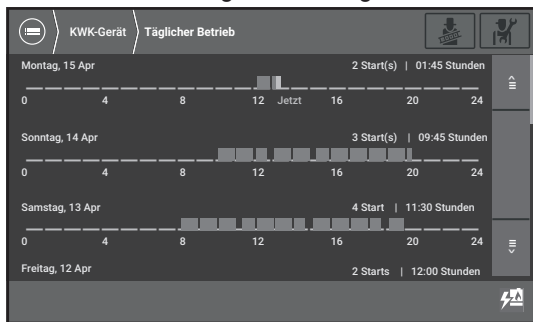 KWK-Gerät Täglicher Betrieb
Montag, 15 Apr 2 Start(s) | 01:45 Stunden
0 4 8 12 Jetzt 16 20 24
Sonntag, 14 Apr 3 Start(s) | 09:45 Stunden
0 4 8 12 16 20 24
Samstag, 13 Apr 4 Start | 11:30 Stunden
0 4 8 12 16 20 24
Freitag, 12 Apr 2 Starts | 12:00 Stunden